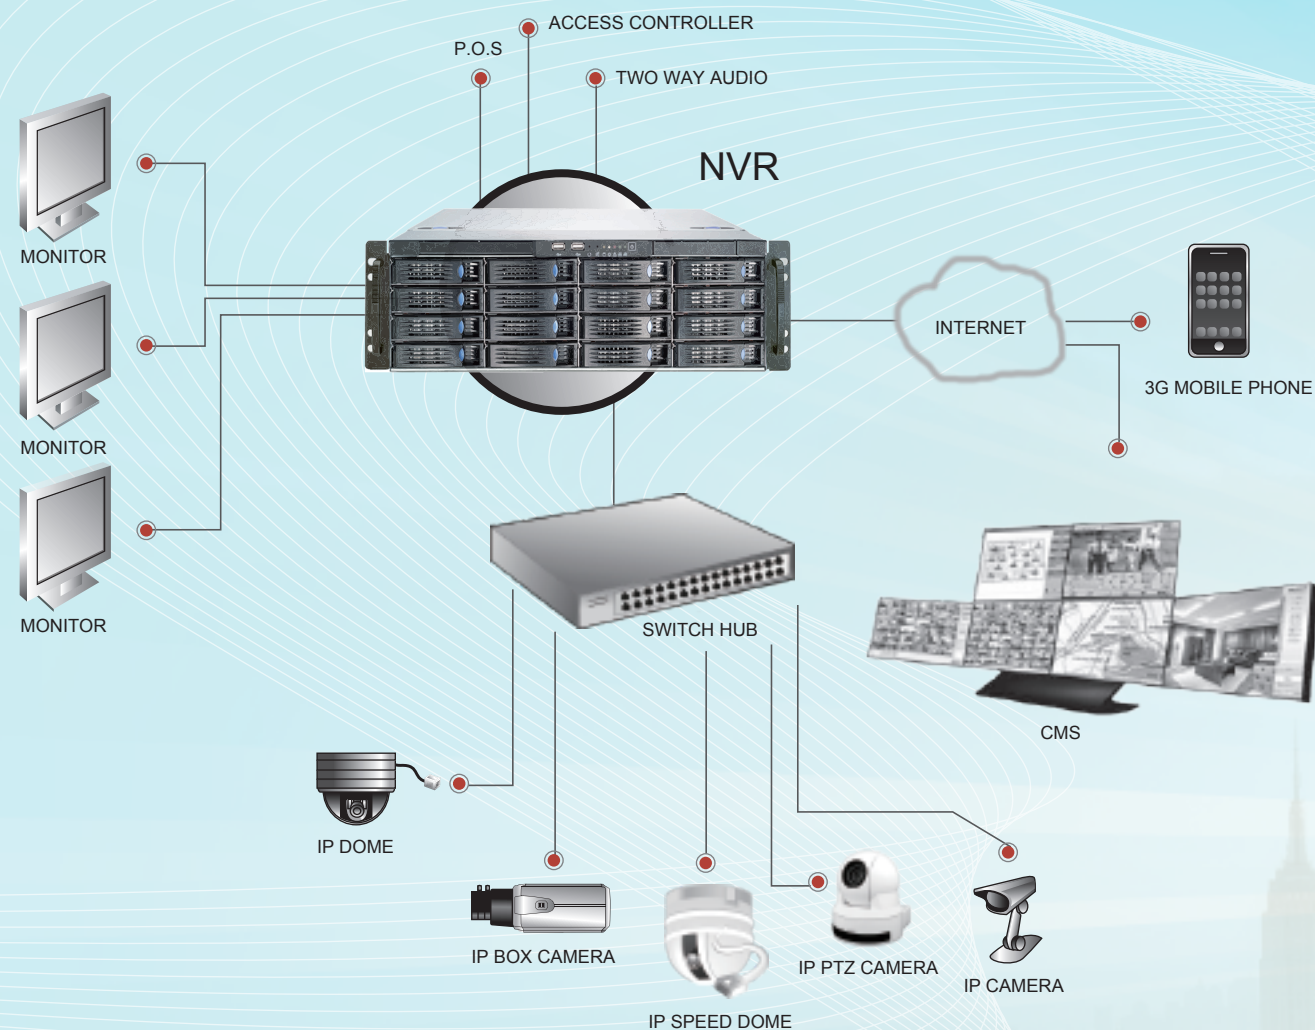 ACCESS CONTROLLER
P.O.S
TWO WAY AUDIO
NVR
MONITOR
INTERNET
3G MOBILE PHONE
MONITOR
MONITOR
SWITCH HUB
CMS
IP DOME
IP BOX CAMERA
IP PTZ CAMERA
IP CAMERA
IP SPEED DOME